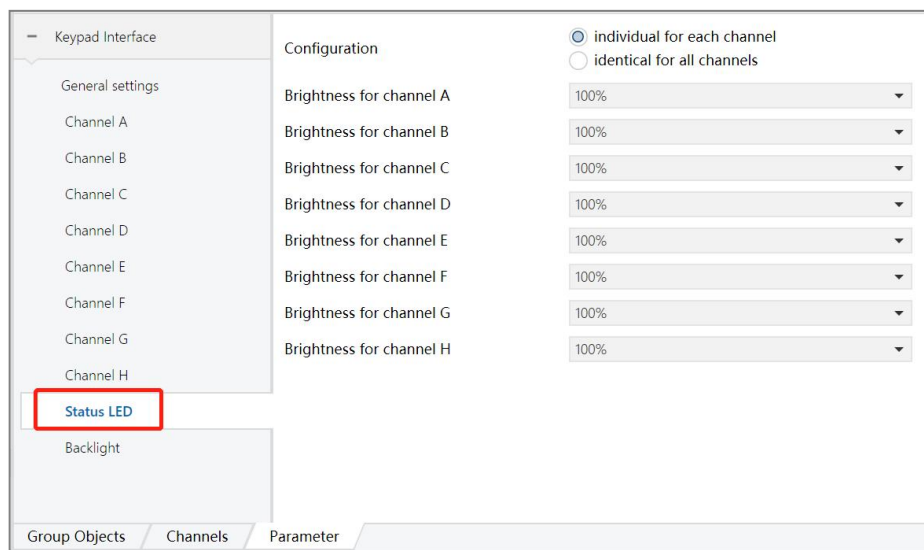 Keypad Interface
General settings
Channel A
Channel B
Channel C
Channel D
Channel E
Channel F
Channel G
Channel H
Status LED
Backlight
Configuration
individual for each channel
identical for all channels
Brightness for channel A 100%
Brightness for channel B 100%
Brightness for channel C 100%
Brightness for channel D 100%
Brightness for channel E 100%
Brightness for channel F 100%
Brightness for channel G 100%
Brightness for channel H 100%
Group Objects Channels Parameter